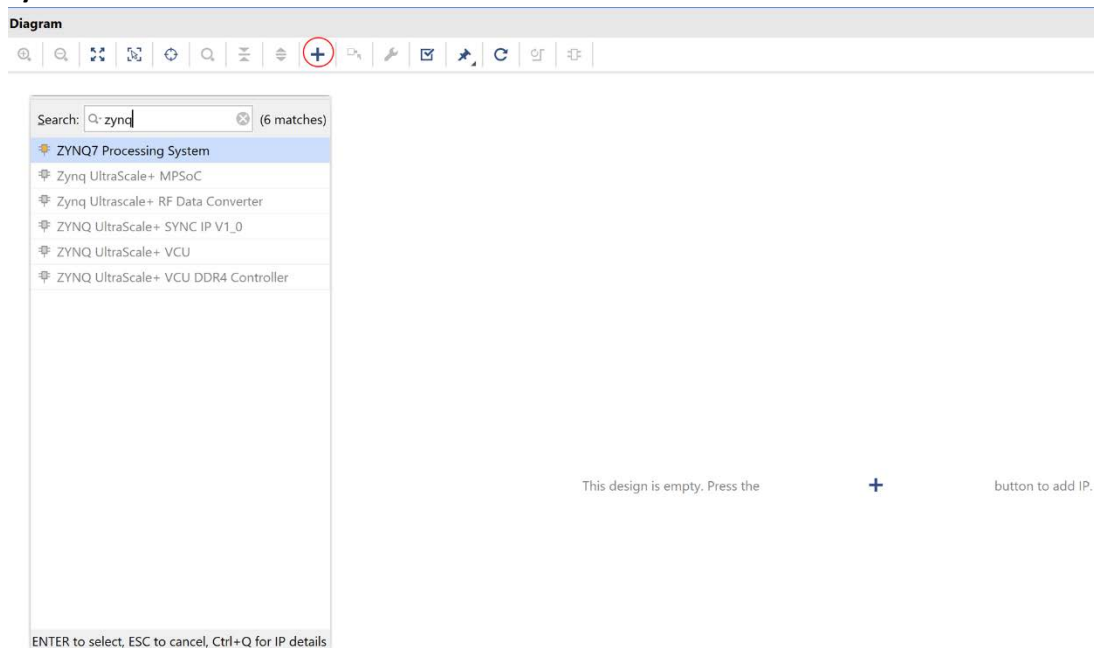 Diagram
Search: zynq (6 matches)
ZYNQ7 Processing System
Zynq UltraScale+ MPSoC
Zynq Ultrascale+ RF Data Converter
ZYNQ UltraScale+ SYNC IP V1_0
ZYNQ UltraScale+ VCU
ZYNQ UltraScale+ VCU DDR4 Controller
This design is empty. Press the + button to add IP.
ENTER to select, ESC to cancel, Ctrl+Q for IP details